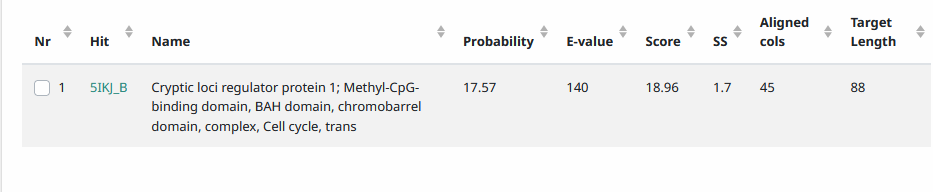 Nr Hit Name Probability E-value Score SS Aligned cols Target Length
1 5IKJ_B Cryptic loci regulator protein 1; Methyl-CpG- 17.57 140 18.96 1.7 45 88
binding domain, BAH domain, chromobarrel
domain, complex, Cell cycle, trans